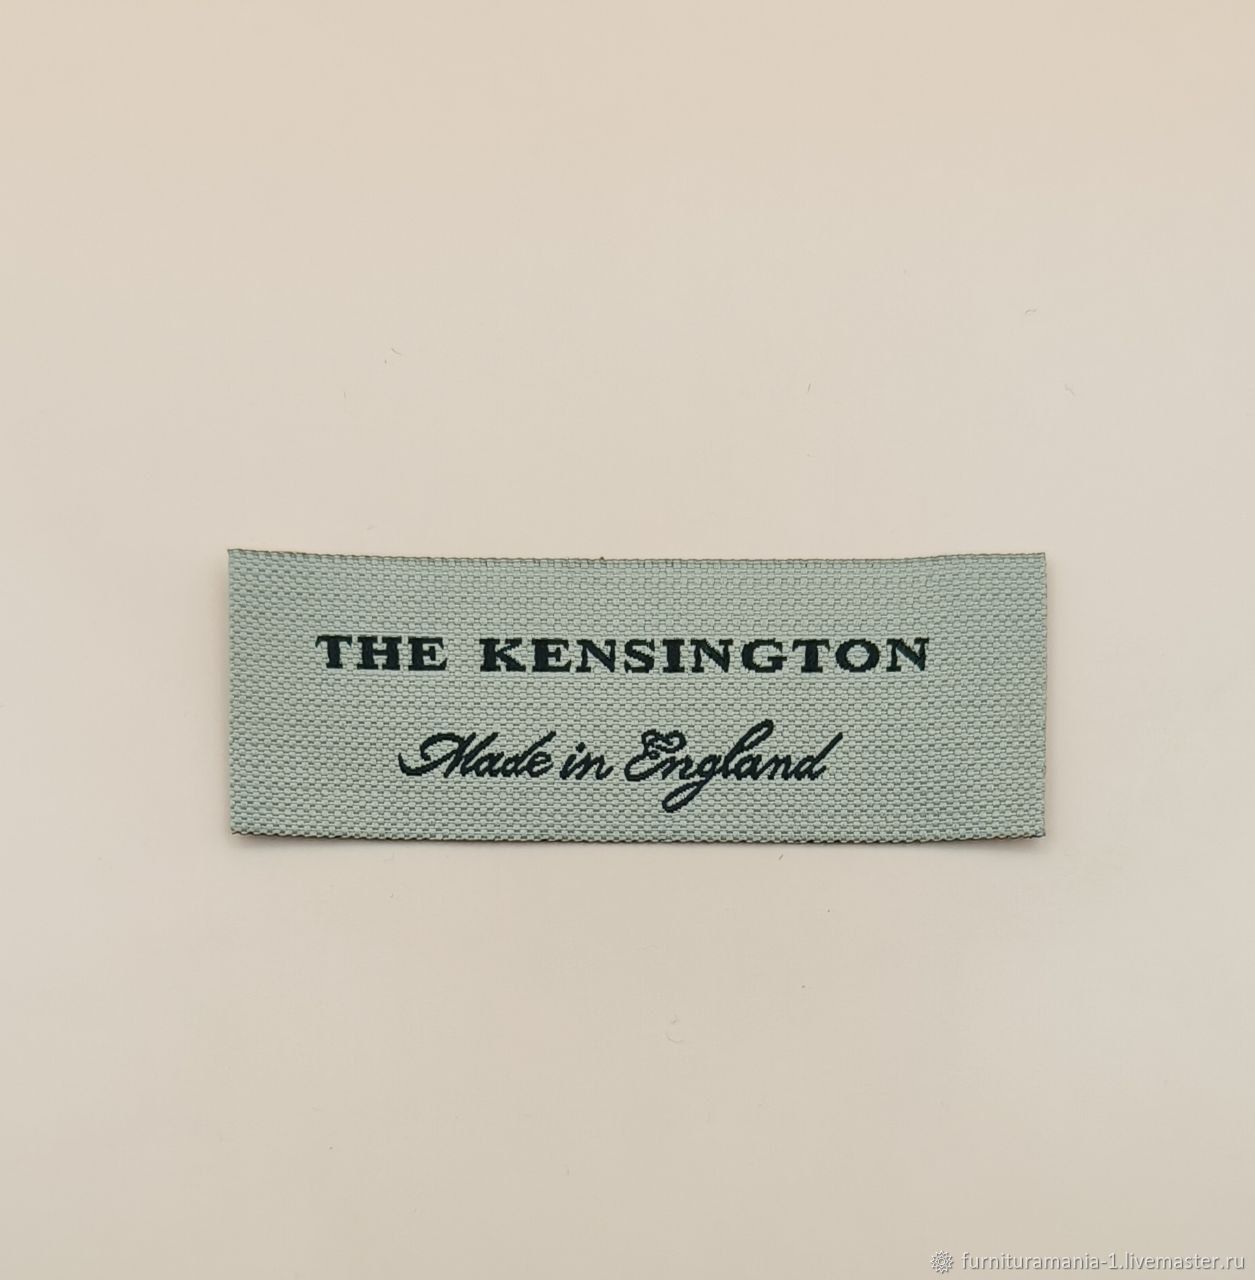 THE KENSINGTON
Made in England
furnituramania-1.livemaster.ru